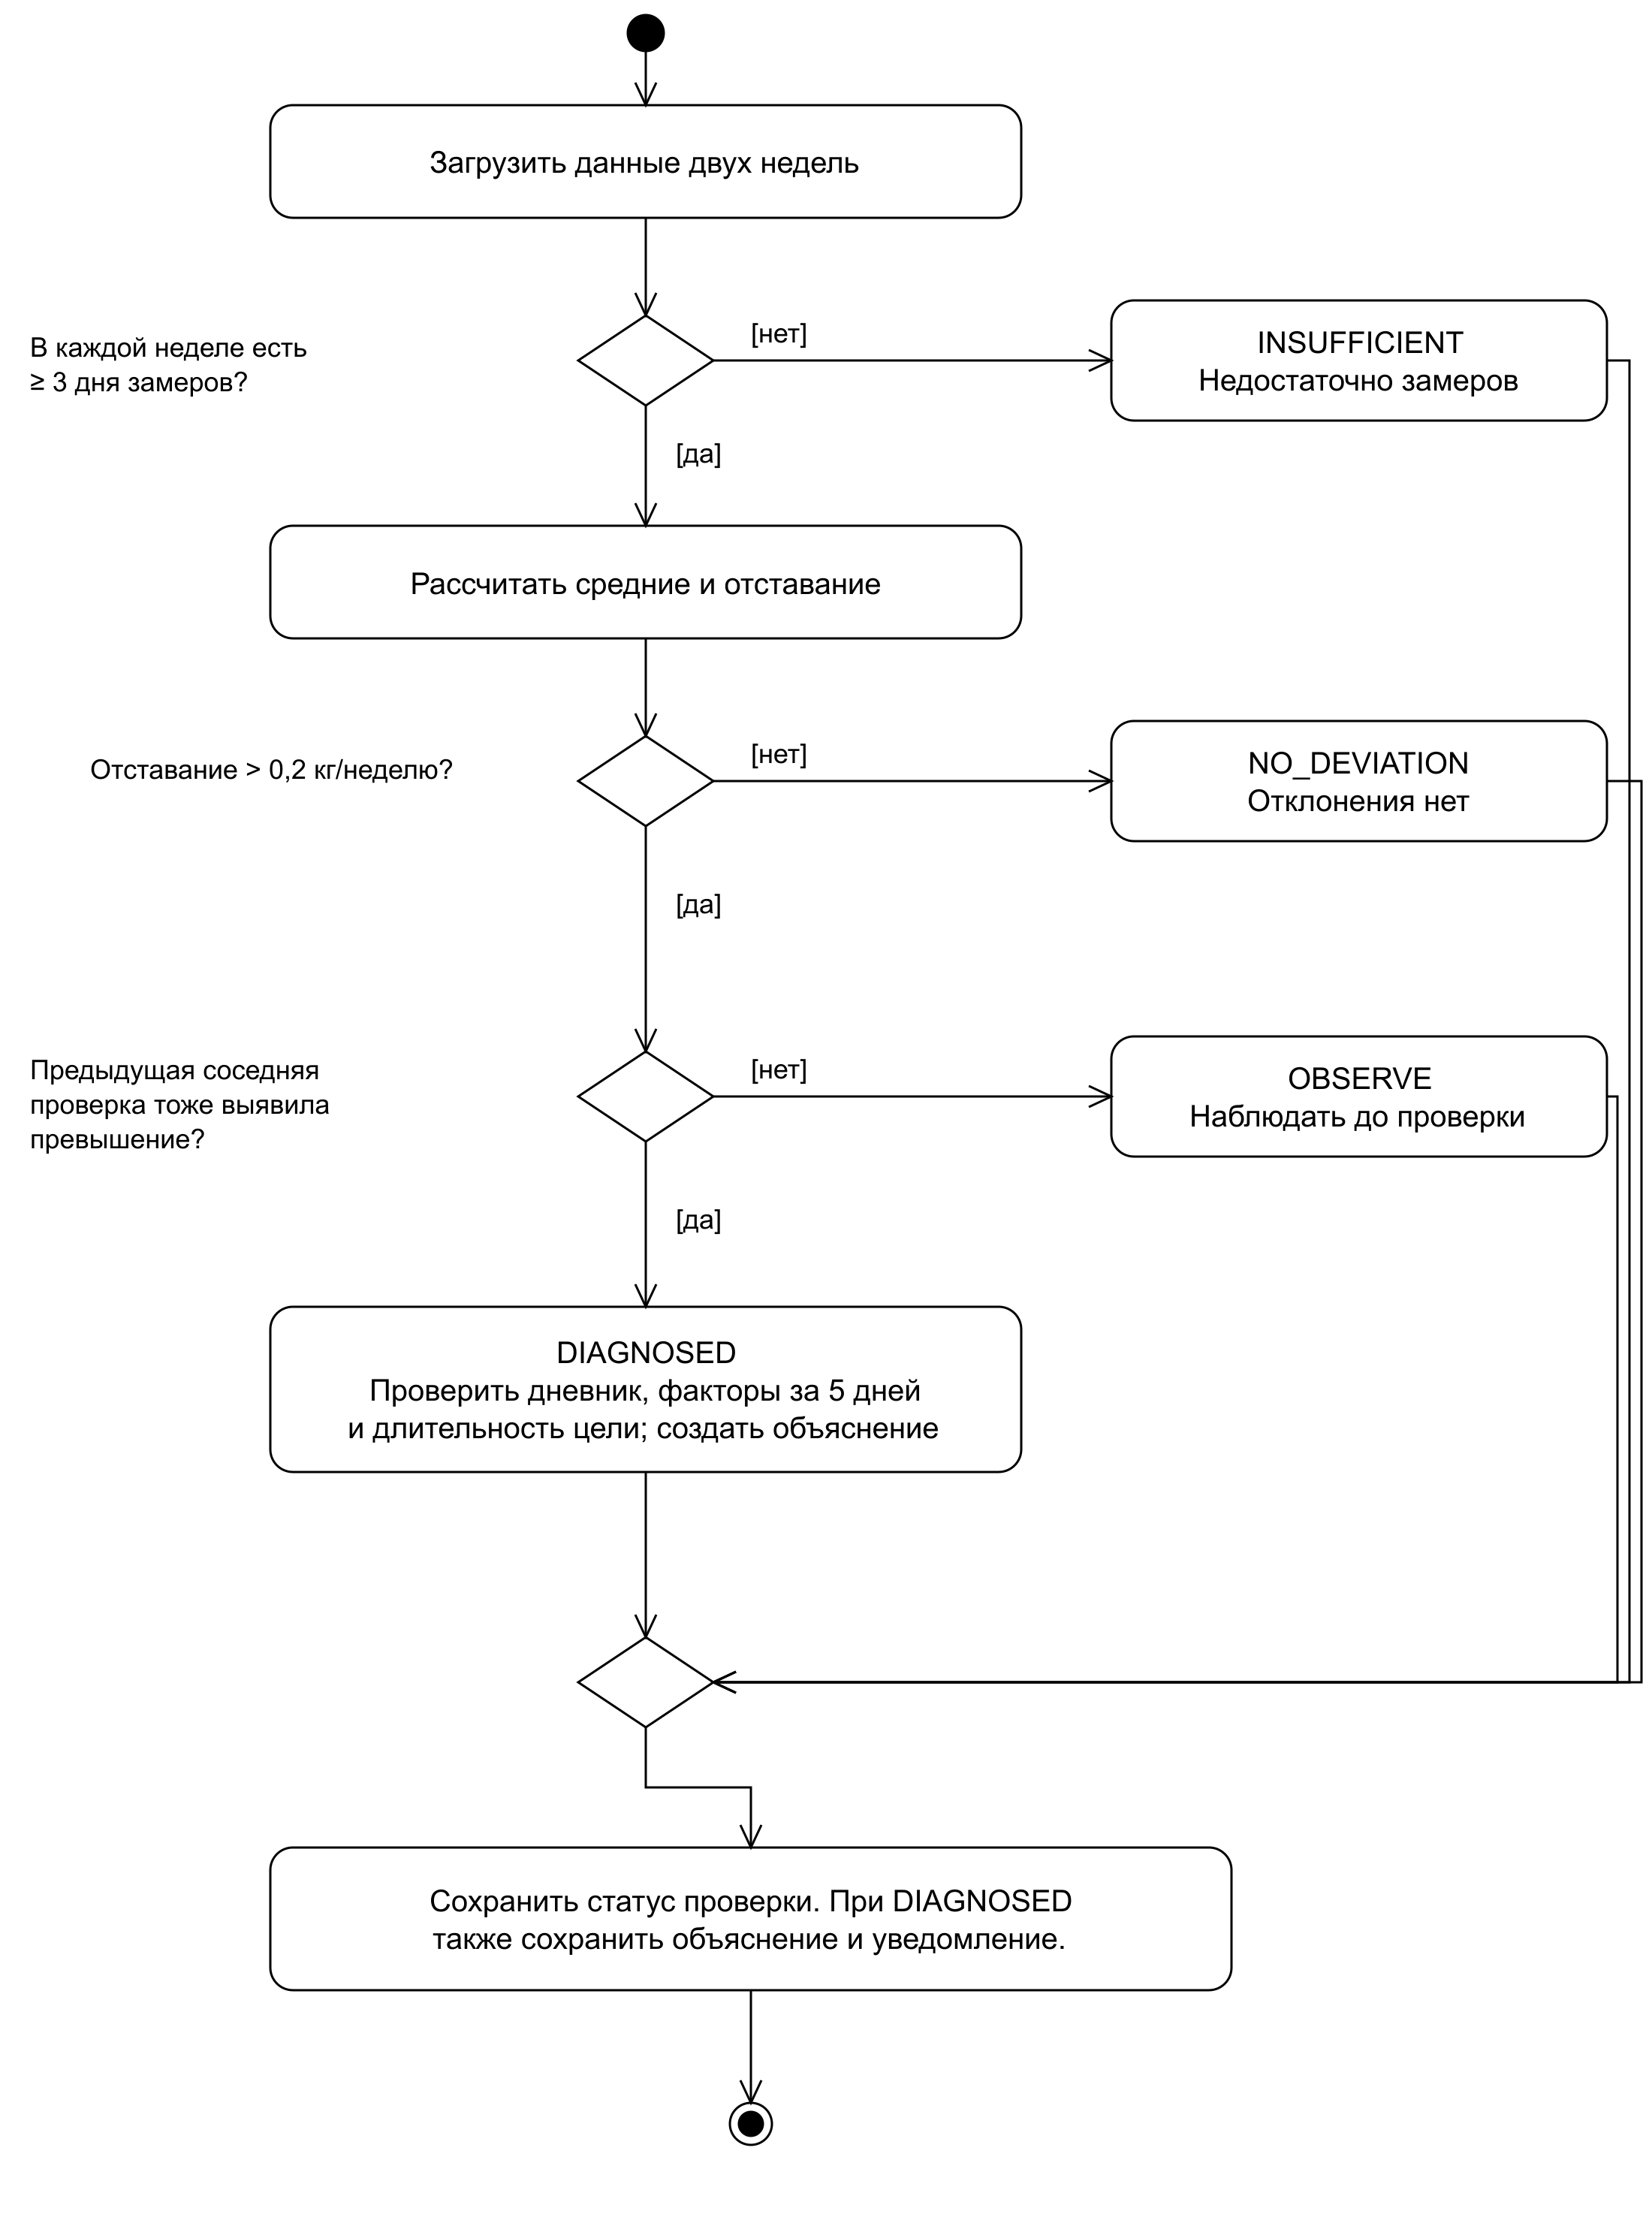 Загрузить данные двух недель
В каждой неделе есть
≥ 3 дня замеров?
[нет]
INSUFFICIENT
Недостаточно замеров
[да]
Рассчитать средние и отставание
Отставание > 0,2 кг/неделю?
[нет]
NO_DEVIATION
Отклонения нет
[да]
Предыдущая соседняя
проверка тоже выявила
превышение?
[нет]
OBSERVE
Наблюдать до проверки
[да]
DIAGNOSED
Проверить дневник, факторы за 5 дней
и длительность цели; создать объяснение
Сохранить статус проверки. При DIAGNOSED
также сохранить объяснение и уведомление.